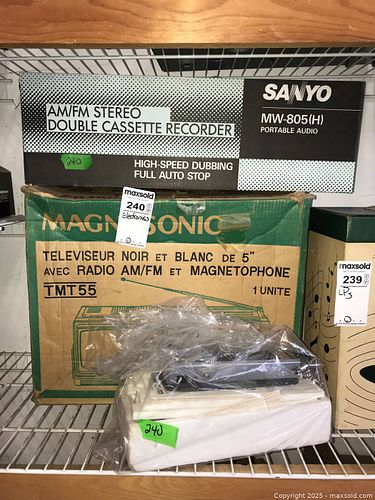 SANYO
AM/FM STEREO
DOUBLE CASSETTE RECORDER
MW-805(H)
PORTABLE AUDIO
240
HIGH-SPEED DUBBING
FULL AUTO STOP
maxsold
240
Electronics
MAGNASONIC
TELEVISEUR NOIR ET BLANC DE 5"
AVEC RADIO AM/FM ET MAGNETOPHONE
TMT55
1 UNITE
maxsold
239
LPs
240
Copyright 2025 - maxsold.com